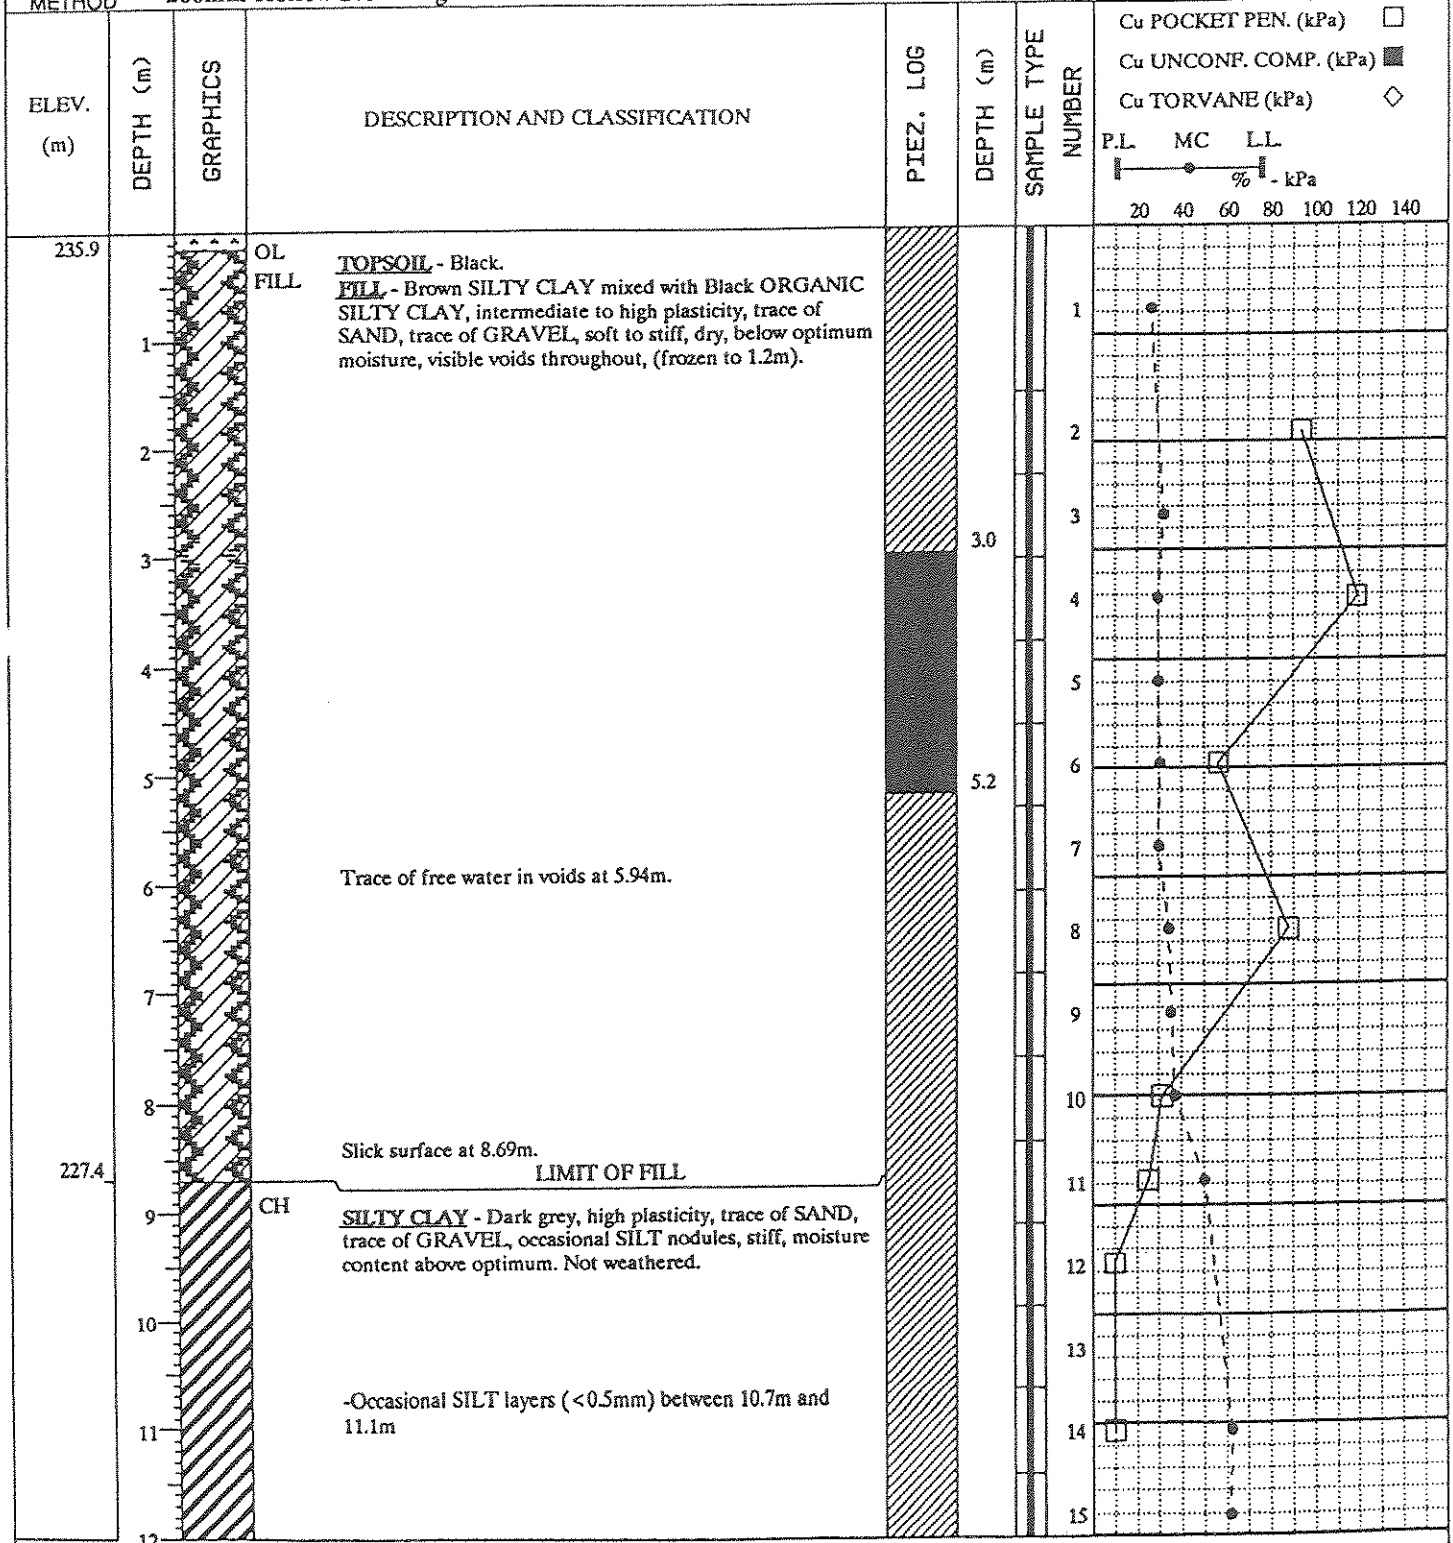 METHOD
Cu POCKET PEN. (kPa)
Cu UNCONF. COMP. (kPa)
Cu TORVANE (kPa)
P.L. MC L.L.
% - kPa
20 40 60 80 100 120 140
ELEV.
(m)
DEPTH (m)
GRAPHICS
DESCRIPTION AND CLASSIFICATION
PIEZ. LOG
DEPTH (m)
SAMPLE TYPE
NUMBER
235.9
OL
FILL
TOPSOIL - Black.
FILL - Brown SILTY CLAY mixed with Black ORGANIC
SILTY CLAY, intermediate to high plasticity, trace of
SAND, trace of GRAVEL, soft to stiff, dry, below optimum
moisture, visible voids throughout, (frozen to 1.2m).
1
2
3
4
5
6
7
8
9
10
11
12
3.0
5.2
Trace of free water in voids at 5.94m.
Slick surface at 8.69m.
LIMIT OF FILL
227.4
CH
SILTY CLAY - Dark grey, high plasticity, trace of SAND,
trace of GRAVEL, occasional SILT nodules, stiff, moisture
content above optimum. Not weathered.
-Occasional SILT layers (<0.5mm) between 10.7m and
11.1m
1
2
3
4
5
6
7
8
9
10
11
12
13
14
15